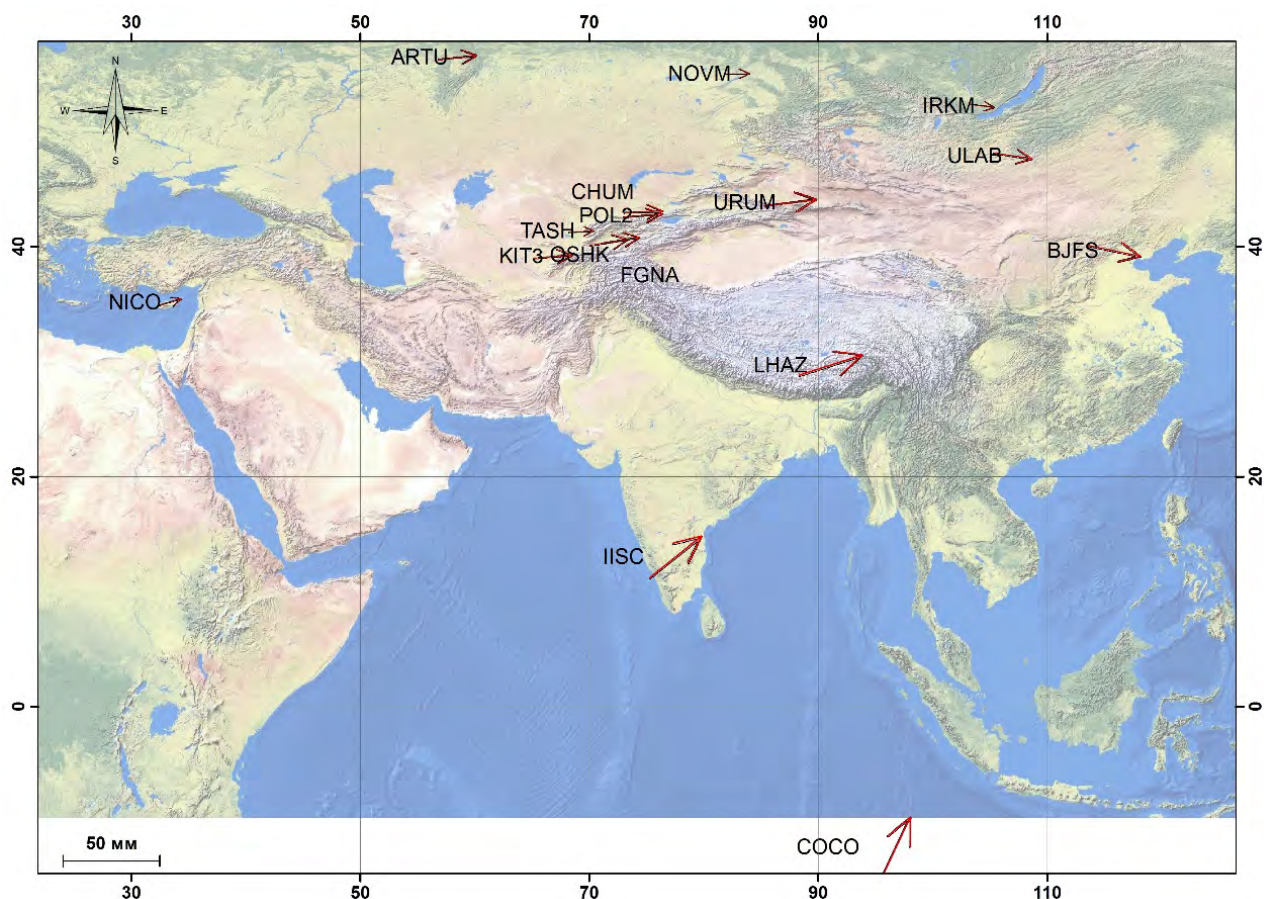 30 50 70 90 110
ARTU
NOVM
N
W E
S
IRKM
ULAB
CHUM
URUM
POL2
TASH
40 BJFS 40
KIT3 OSHK
FGNA
NICO
LHAZ
20 20
IISC
0 0
50 мм
COCO
30 50 70 90 110